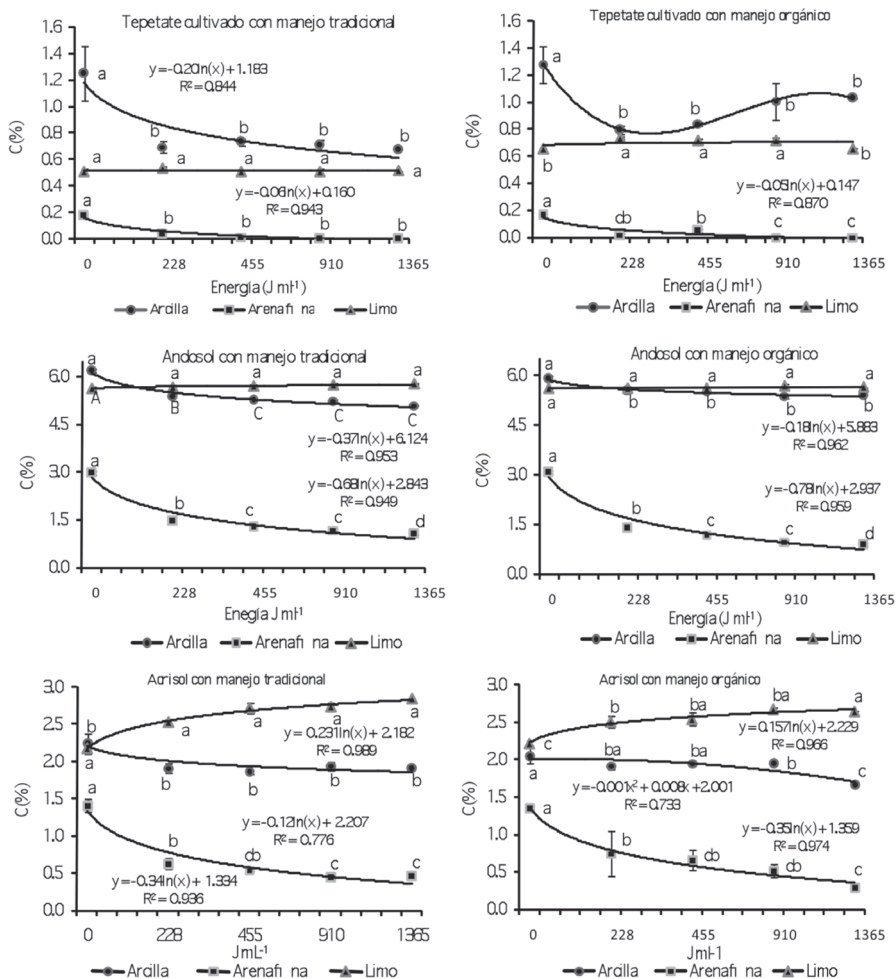 Tepetate cultivado con manejo tradicional
1.6
1.4
1.2
1.0
0.8
0.6
0.4
0.2
0.0
C(%)
a
y=-0.20ln(x)+1.183
R²=0.844
b b b b
a a a a a
y=-0.06ln(x)+0.160
R²=0.943
a b b b b
0 228 455 910 1365
Energía (J ml-1)
Arcilla Arenafi na Limo
Tepetate cultivado con manejo orgánico
1.6
1.4
1.2
1.0
0.8
0.6
0.4
0.2
0.0
C(%)
a b b b b
b a a a b
y=-0.05ln(x)+0.147
R²=0.870
a cb b c c
0 228 455 910 1365
Energía (J ml-1)
Arcilla Arenafi na Limo
Andosol con manejo tradicional
6.0
4.5
3.0
1.5
0.0
C(%)
a a a a a
A B C C C
y=-0.37ln(x)+6.124
R²=0.953
y=-0.68ln(x)+2.843
R²=0.949
a b c c d
0 228 455 910 1365
Enegía J ml-1)
Arcilla Arenafi na Limo
Andosol con manejo orgánico
6.0
4.5
3.0
1.5
0.0
C(%)
a a a a a
a b b b b
y=-0.18ln(x)+5.883
R²=0.962
y=-0.78ln(x)+2.937
R²=0.959
a b c c d
0 228 455 910 1365
Energía J ml-1)
Arcilla Arenafi na Limo
Acrisol con manejo tradicional
3.0
2.5
2.0
1.5
1.0
0.5
0.0
C(%)
b a a a a
y=0.231ln(x)+2.182
R²=0.989
a b b b b
y=-0.12ln(x)+2.207
R²=0.776
a b cb c c
y=-0.34ln(x)+1.334
R²=0.936
0 228 455 910 1365
JmL-1
Arcilla Arenafi na Limo
Acrisol con manejo orgánico
3.0
2.5
2.0
1.5
1.0
0.5
0.0
C(%)
c b ba ba a
y=0.157ln(x)+2.229
R²=0.966
a ba ba b c
y=-0.001x²+0.008x+2.001
R²=0.733
y=-0.35ln(x)+1.359
R²=0.974
a b cb cb c
0 228 455 910 1365
Jml-1
Arcilla Arenafi na Limo